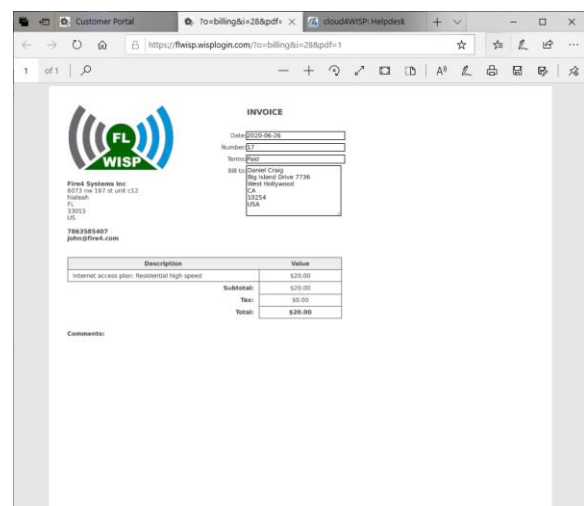 Customer Portal
?o=billing&i=28&pdf=
cloud4WISP: Helpdesk
https://flwisp.wisplogin.com/?o=billing&i=28&pdf=1
1 of 1
FL
WISP
INVOICE
Date: 2020-06-26
Number: 17
Terms: Paid
Bill to: Daniel Craig
Big Island Drive 7736
West Hollywood
CA
10254
USA
Fire4 Systems Inc
6073 nw 167 st unit c12
hialeah
FL
33015
US
7863585407
john@fire4.com
Description Value
Internet access plan: Residential high speed $20.00
Subtotal: $20.00
Tax: $0.00
Total: $20.00
Comments: